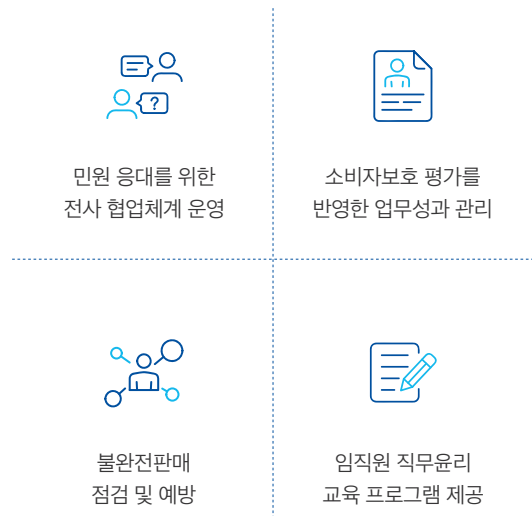 ?
민원 응대를 위한
전사 협업체계 운영
소비자보호 평가를
반영한 업무성과 관리
불완전판매
점검 및 예방
임직원 직무윤리
교육 프로그램 제공